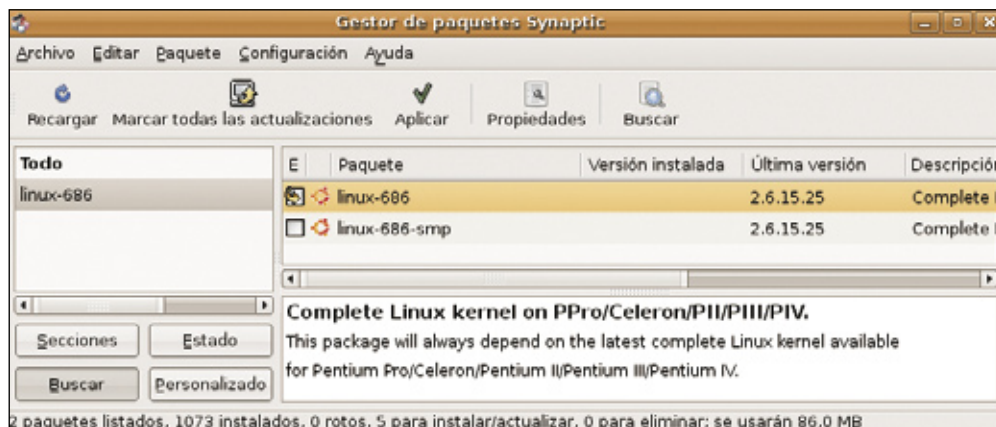 Gestor de paquetes Synaptic
Archivo Editar Paquete Configuración Ayuda
Recargar Marcar todas las actualizaciones Aplicar Propiedades Buscar
Todo
linux-686
E Paquete Versión instalada Última versión Descripción
linux-686 2.6.15.25 Complete
linux-686-smp 2.6.15.25 Complete
Secciones Estado
Buscar Personalizado
Complete Linux kernel on PPro/Celeron/PII/PIII/PIV.
This package will always depend on the latest complete Linux kernel available
for Pentium Pro/Celeron/Pentium II/Pentium III/Pentium IV.
2 paquetes listados, 1073 instalados, 0 rotos, 5 para instalar/actualizar, 0 para eliminar; se usarán 86,0 MB